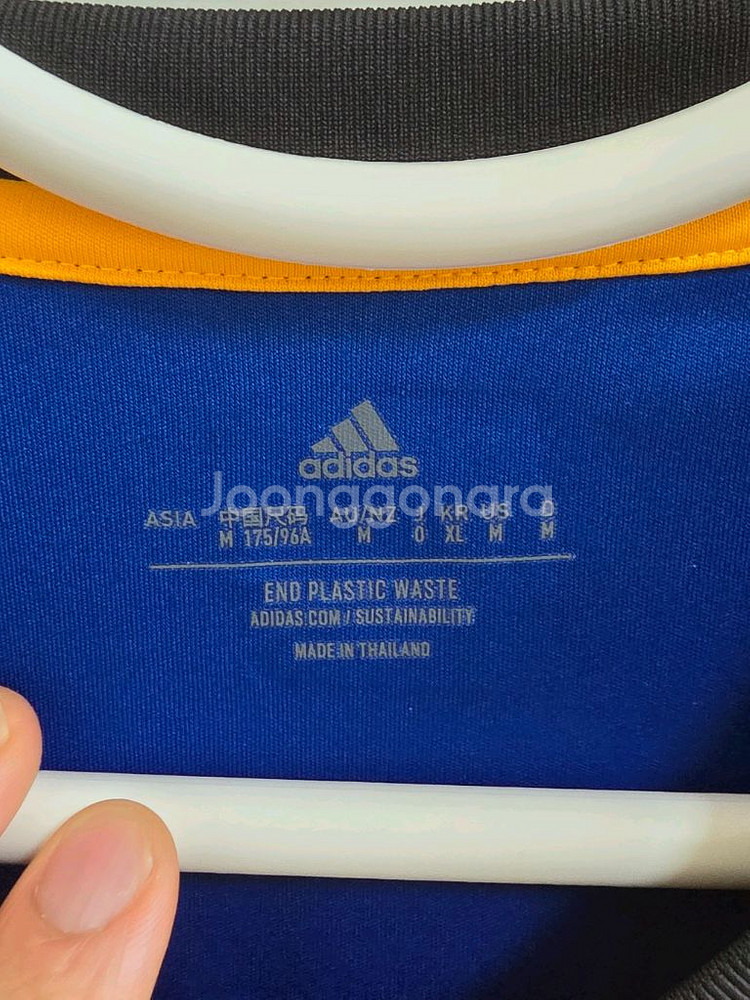 adidas
Joonggonara
ASIA 中国尺码 AU/NZ J KR US D
M 175/96A M O XL M M
END PLASTIC WASTE
ADIDAS.COM / SUSTAINABILITY
MADE IN THAILAND